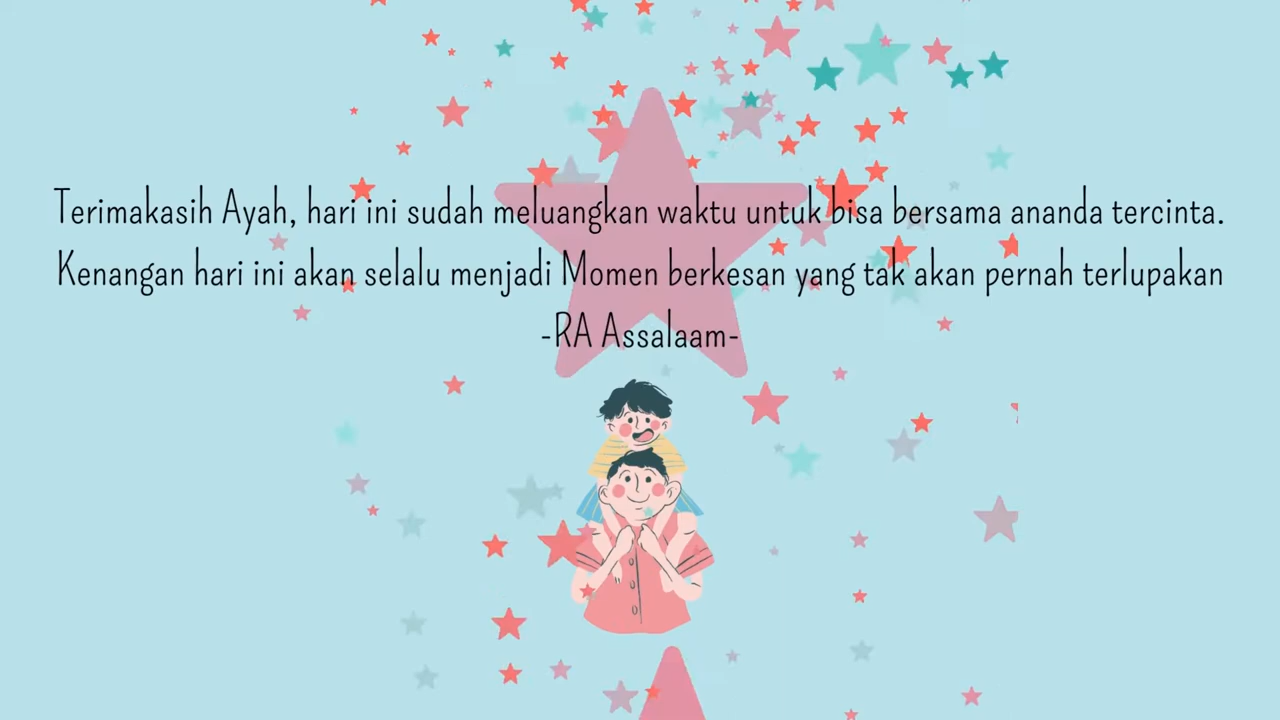 Terimakasih Ayah, hari ini sudah meluangkan waktu untuk bisa bersama ananda tercinta.
Kenangan hari ini akan selalu menjadi Momen berkesan yang tak akan pernah terlupakan
-RA Assalaam-